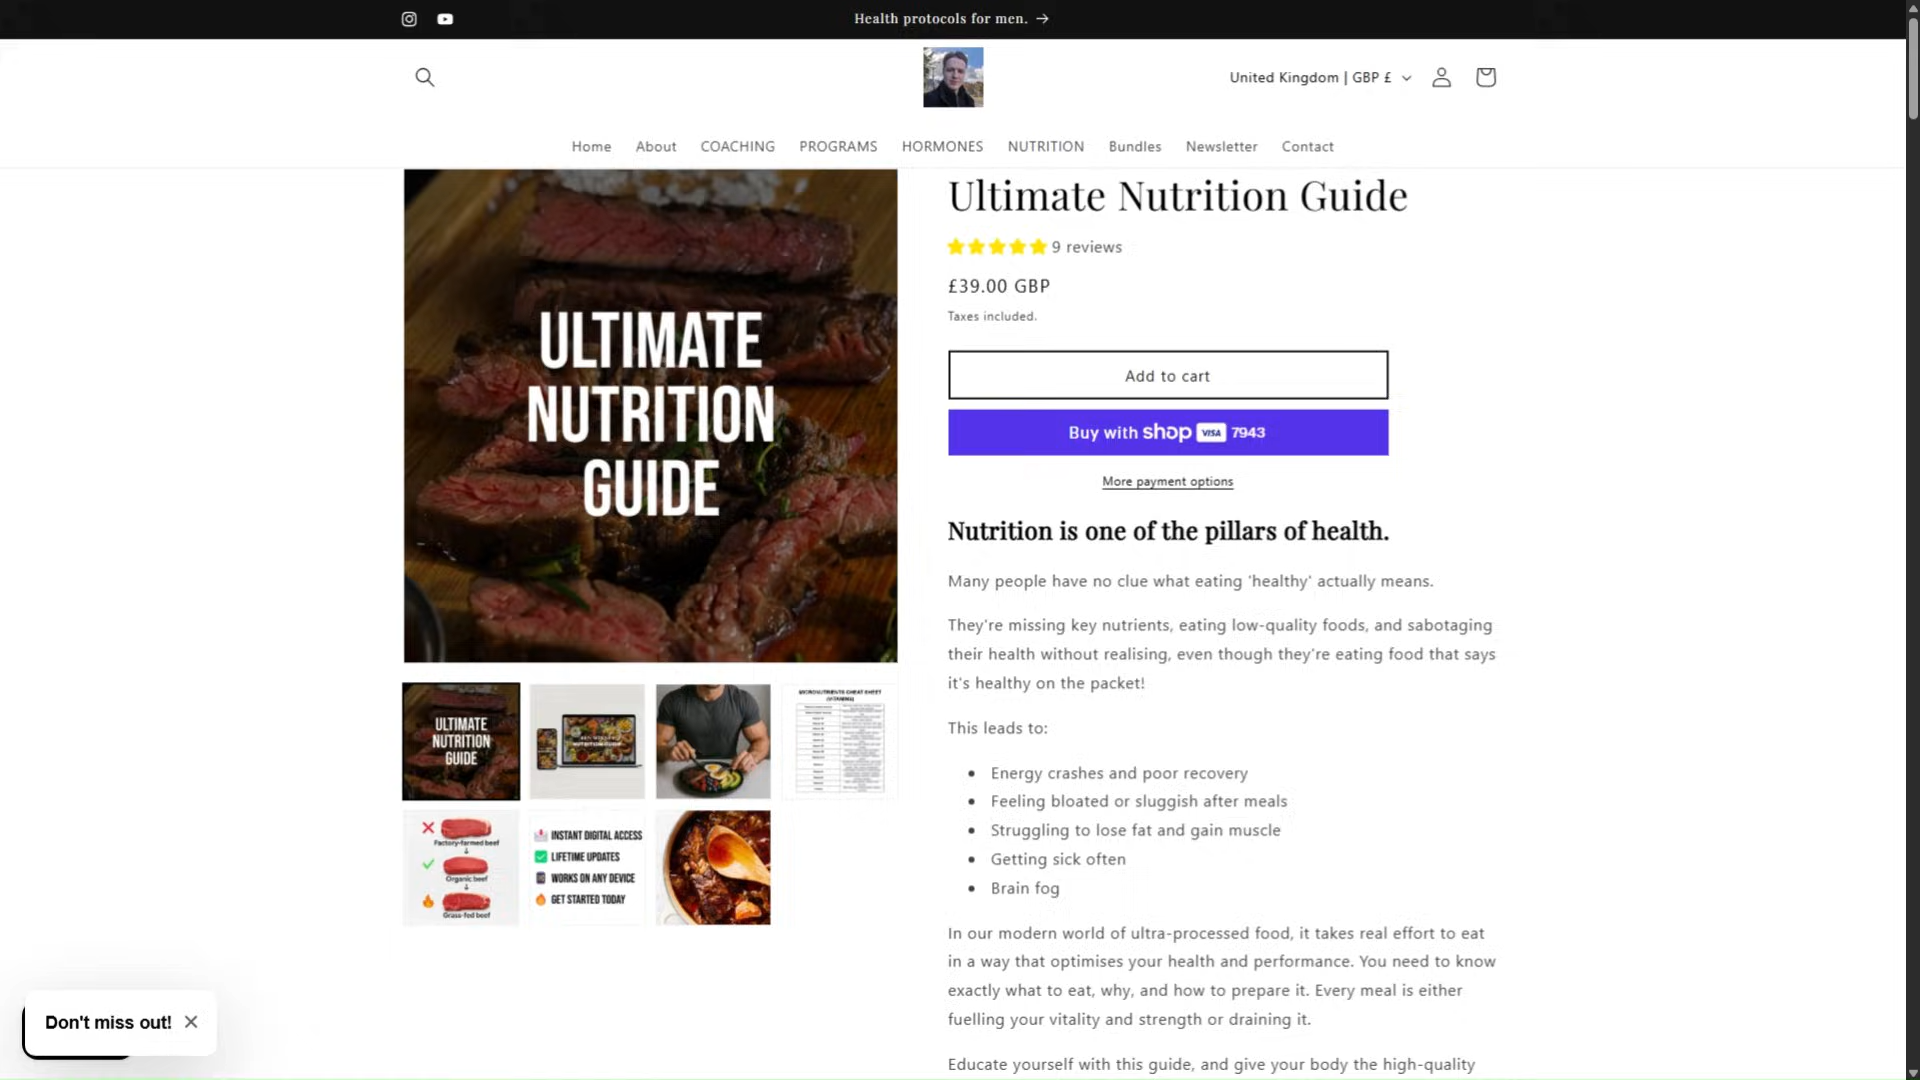 Health protocols for men. →
United Kingdom | GBP £
Home About COACHING PROGRAMS HORMONES NUTRITION Bundles Newsletter Contact
ULTIMATE
NUTRITION
GUIDE
ULTIMATE
NUTRITION
GUIDE
NUTRITION GUIDE
MICRONUTRIENTS CHEAT SHEET
(VITAMINS)
Factory-farmed beef
Organic beef
Grass-fed beef
INSTANT DIGITAL ACCESS
LIFETIME UPDATES
WORKS ON ANY DEVICE
GET STARTED TODAY
Ultimate Nutrition Guide
9 reviews
£39.00 GBP
Taxes included.
Add to cart
Buy with shop VISA 7943
More payment options
Nutrition is one of the pillars of health.
Many people have no clue what eating 'healthy' actually means.
They're missing key nutrients, eating low-quality foods, and sabotaging
their health without realising, even though they're eating food that says
it's healthy on the packet!
This leads to:
• Energy crashes and poor recovery
• Feeling bloated or sluggish after meals
• Struggling to lose fat and gain muscle
• Getting sick often
• Brain fog
In our modern world of ultra-processed food, it takes real effort to eat
in a way that optimises your health and performance. You need to know
exactly what to eat, why, and how to prepare it. Every meal is either
fuelling your vitality and strength or draining it.
Educate yourself with this guide, and give your body the high-quality
Don't miss out!